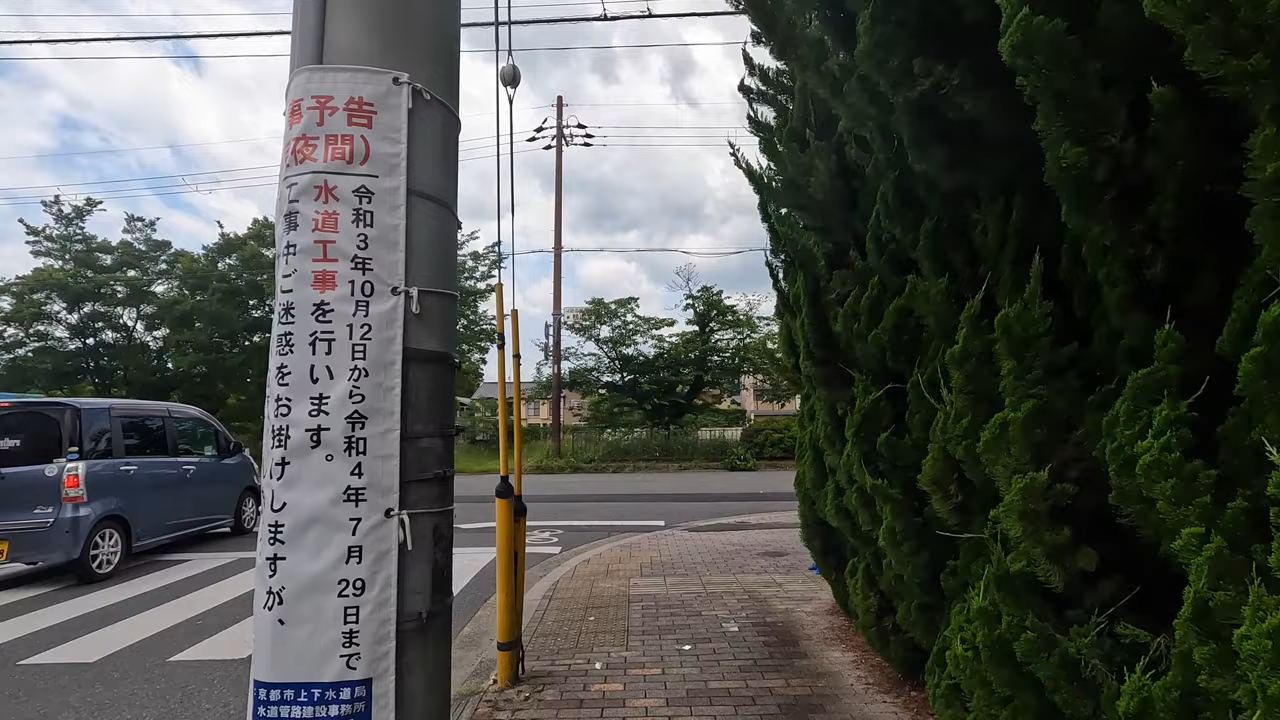 事予告
夜間)
令和3年10月12日から令和4年7月29日まで
水道工事を行います。
工事中ご迷惑をお掛けしますが、
京都市上下水道局
水道管路建設事務所